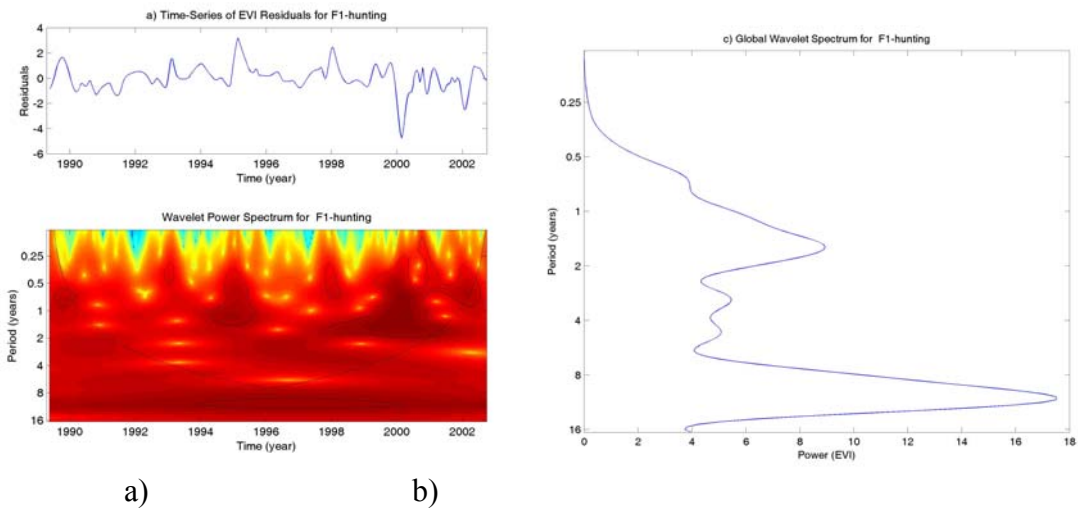 a) Time-Series of EVI Residuals for F1-hunting
4
2
0
-2
-4
-6
Residuals
1990 1992 1994 1996 1998 2000 2002
Time (year)
Wavelet Power Spectrum for F1-hunting
0.25
0.5
1
2
4
8
16
Period (years)
1990 1992 1994 1996 1998 2000 2002
Time (year)
c) Global Wavelet Spectrum for F1-hunting
0.25
0.5
1
2
4
8
16
Period (years)
0 2 4 6 8 10 12 14 16 18
Power (EVI)
a) b)